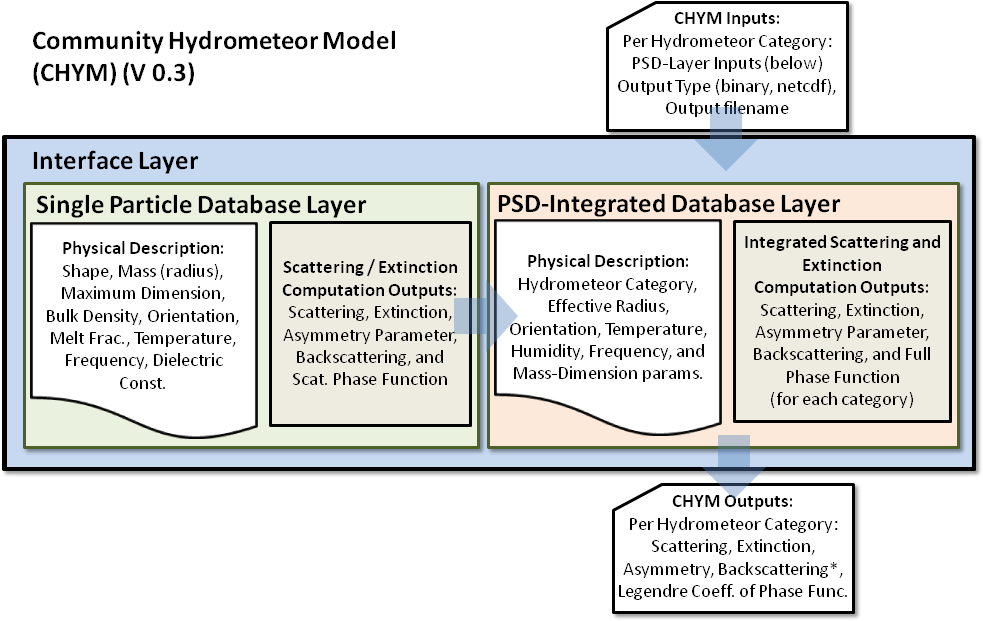 Community Hydrometeor Model
(CHYM) (V 0.3)
CHYM Inputs:
Per Hydrometeor Category:
PSD-Layer Inputs (below)
Output Type (binary, netcdf),
Output filename
Interface Layer
Single Particle Database Layer
Physical Description:
Shape, Mass (radius),
Maximum Dimension,
Bulk Density, Orientation,
Melt Frac., Temperature,
Frequency, Dielectric
Const.
Scattering / Extinction
Computation Outputs:
Scattering, Extinction,
Asymmetry Parameter,
Backscattering, and
Scat. Phase Function
PSD-Integrated Database Layer
Physical Description:
Hydrometeor Category,
Effective Radius,
Orientation, Temperature,
Humidity, Frequency, and
Mass-Dimension params.
Integrated Scattering and
Extinction
Computation Outputs:
Scattering, Extinction,
Asymmetry Parameter,
Backscattering, and Full
Phase Function
(for each category)
CHYM Outputs:
Per Hydrometeor Category:
Scattering, Extinction,
Asymmetry, Backscattering*,
Legendre Coeff. of Phase Func.